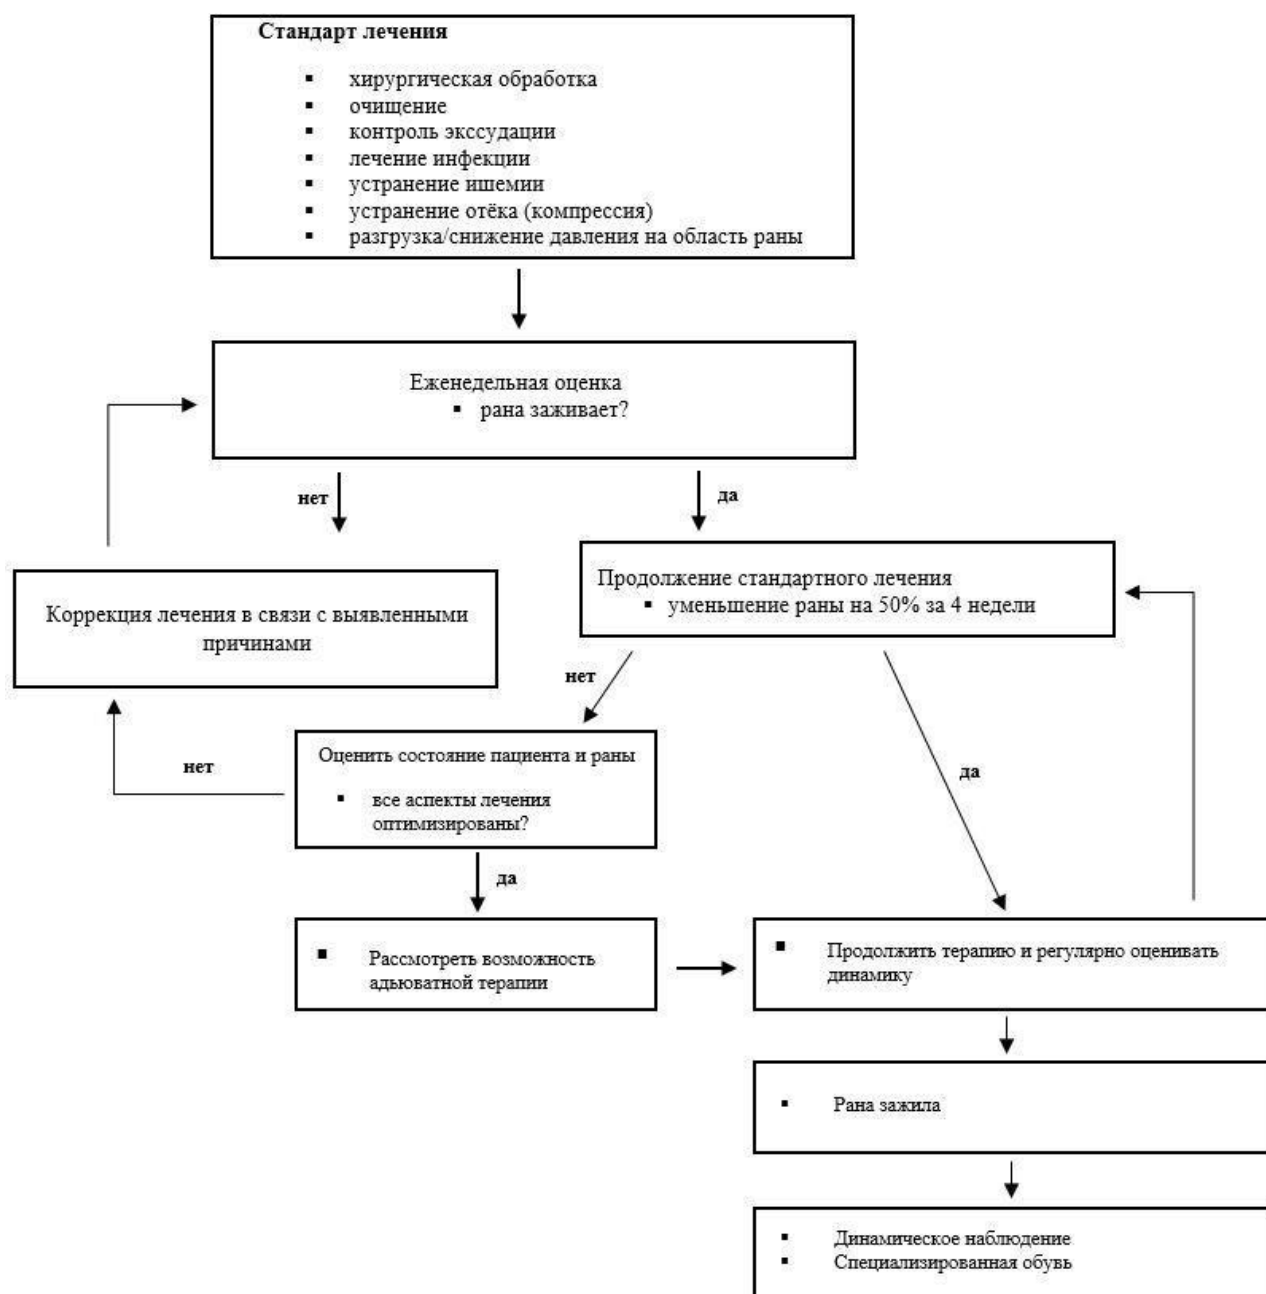 Стандарт лечения
▪ хирургическая обработка
▪ очищение
▪ контроль экссудации
▪ лечение инфекции
▪ устранение ишемии
▪ устранение отёка (компрессия)
▪ разгрузка/снижение давления на область раны
Еженедельная оценка
▪ рана заживает?
нет
да
Коррекция лечения в связи с выявленными
причинами
Продолжение стандартного лечения
▪ уменьшение раны на 50% за 4 недели
нет
да
Оценить состояние пациента и раны
▪ все аспекты лечения
оптимизированы?
нет
да
▪ Рассмотреть возможность
адьюватной терапии
▪ Продолжить терапию и регулярно оценивать
динамику
▪ Рана зажила
▪ Динамическое наблюдение
▪ Специализированная обувь